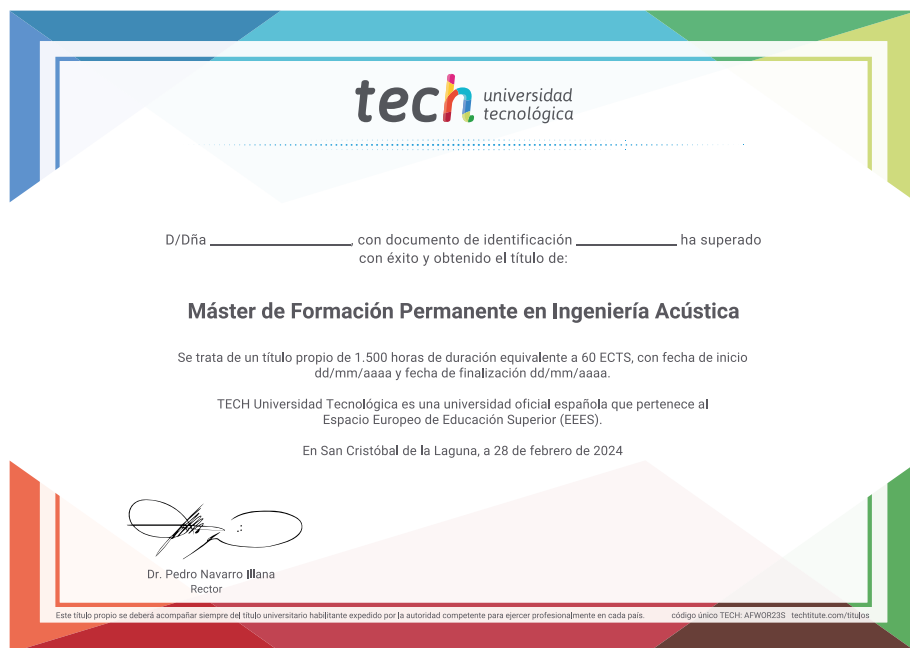 tech universidad
tecnológica
D/Dña ______________, con documento de identificación __________ ha superado
con éxito y obtenido el título de:
Máster de Formación Permanente en Ingeniería Acústica
Se trata de un título propio de 1.500 horas de duración equivalente a 60 ECTS, con fecha de inicio
dd/mm/aaaa y fecha de finalización dd/mm/aaaa.
TECH Universidad Tecnológica es una universidad oficial española que pertenece al
Espacio Europeo de Educación Superior (EEES).
En San Cristóbal de la Laguna, a 28 de febrero de 2024
Dr. Pedro Navarro Illana
Rector
Este título propio se deberá acompañar siempre del título universitario habilitante expedido por la autoridad competente para ejercer profesionalmente en cada país. código único TECH: AFWOR23S techtitute.com/titulos